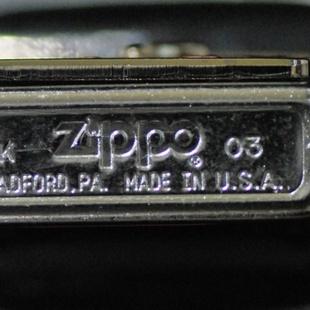 K Zippo® 03
ADFORD, PA. MADE IN U.S.A.